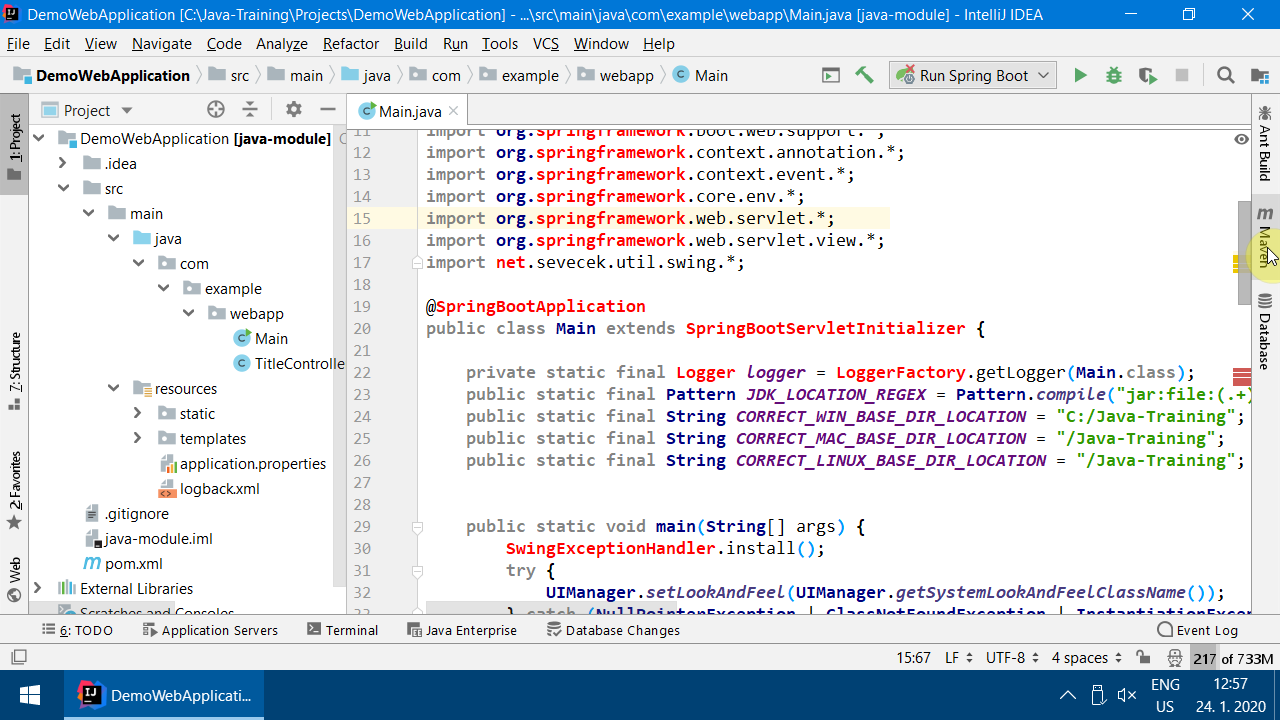 DemoWebApplication [C:\Java-Training\Projects\DemoWebApplication] - ...\src\main\java\com\example\webapp\Main.java [java-module] - IntelliJ IDEA
File Edit View Navigate Code Analyze Refactor Build Run Tools VCS Window Help
DemoWebApplication src main java com example webapp Main Run Spring Boot
Project Main.java
1: Project
7: Structure
2: Favorites
Web
DemoWebApplication [java-module]
.idea
src
main
java
com
example
webapp
Main
TitleControlle
resources
static
templates
application.properties
logback.xml
.gitignore
java-module.iml
pom.xml
External Libraries
Scratches and Consoles
11 import org.springframework.boot.web.support.*;
12 import org.springframework.context.annotation.*;
13 import org.springframework.context.event.*;
14 import org.springframework.core.env.*;
15 import org.springframework.web.servlet.*;
16 import org.springframework.web.servlet.view.*;
17 import net.sevecek.util.swing.*;
18
19 @SpringBootApplication
20 public class Main extends SpringBootServletInitializer {
21
22 private static final Logger logger = LoggerFactory.getLogger(Main.class);
23 public static final Pattern JDK_LOCATION_REGEX = Pattern.compile("jar:file:(.+)
24 public static final String CORRECT_WIN_BASE_DIR_LOCATION = "C:/Java-Training";
25 public static final String CORRECT_MAC_BASE_DIR_LOCATION = "/Java-Training";
26 public static final String CORRECT_LINUX_BASE_DIR_LOCATION = "/Java-Training";
27
28
29 public static void main(String[] args) {
30 SwingExceptionHandler.install();
31 try {
32 UIManager.setLookAndFeel(UIManager.getSystemLookAndFeelClassName());
33 } catch (NullPointerException | ClassNotFoundException | InstantiationExce
Ant Build
Maven
Database
6: TODO Application Servers Terminal Java Enterprise Database Changes Event Log
15:67 LF UTF-8 4 spaces 217 of 733M
DemoWebApplicati...
ENG
US
12:57
24. 1. 2020